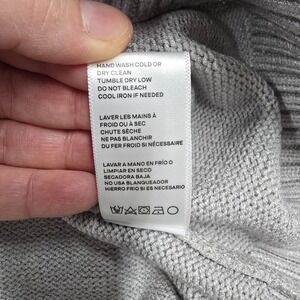 HAND WASH COLD OR
DRY CLEAN
TUMBLE DRY LOW
DO NOT BLEACH
COOL IRON IF NEEDED
LAVER LES MAINS À
FROID OU À SEC
CHUTE SÈCHE
NE PAS BLANCHIR
DU FER FROID SI NÉCESSAIRE
LAVAR A MANO EN FRÍO O
LIMPIAR EN SECO
SECADORA BAJA
NO USA BLANQUEADOR
HIERRO FRIO SI ES NECESARIO